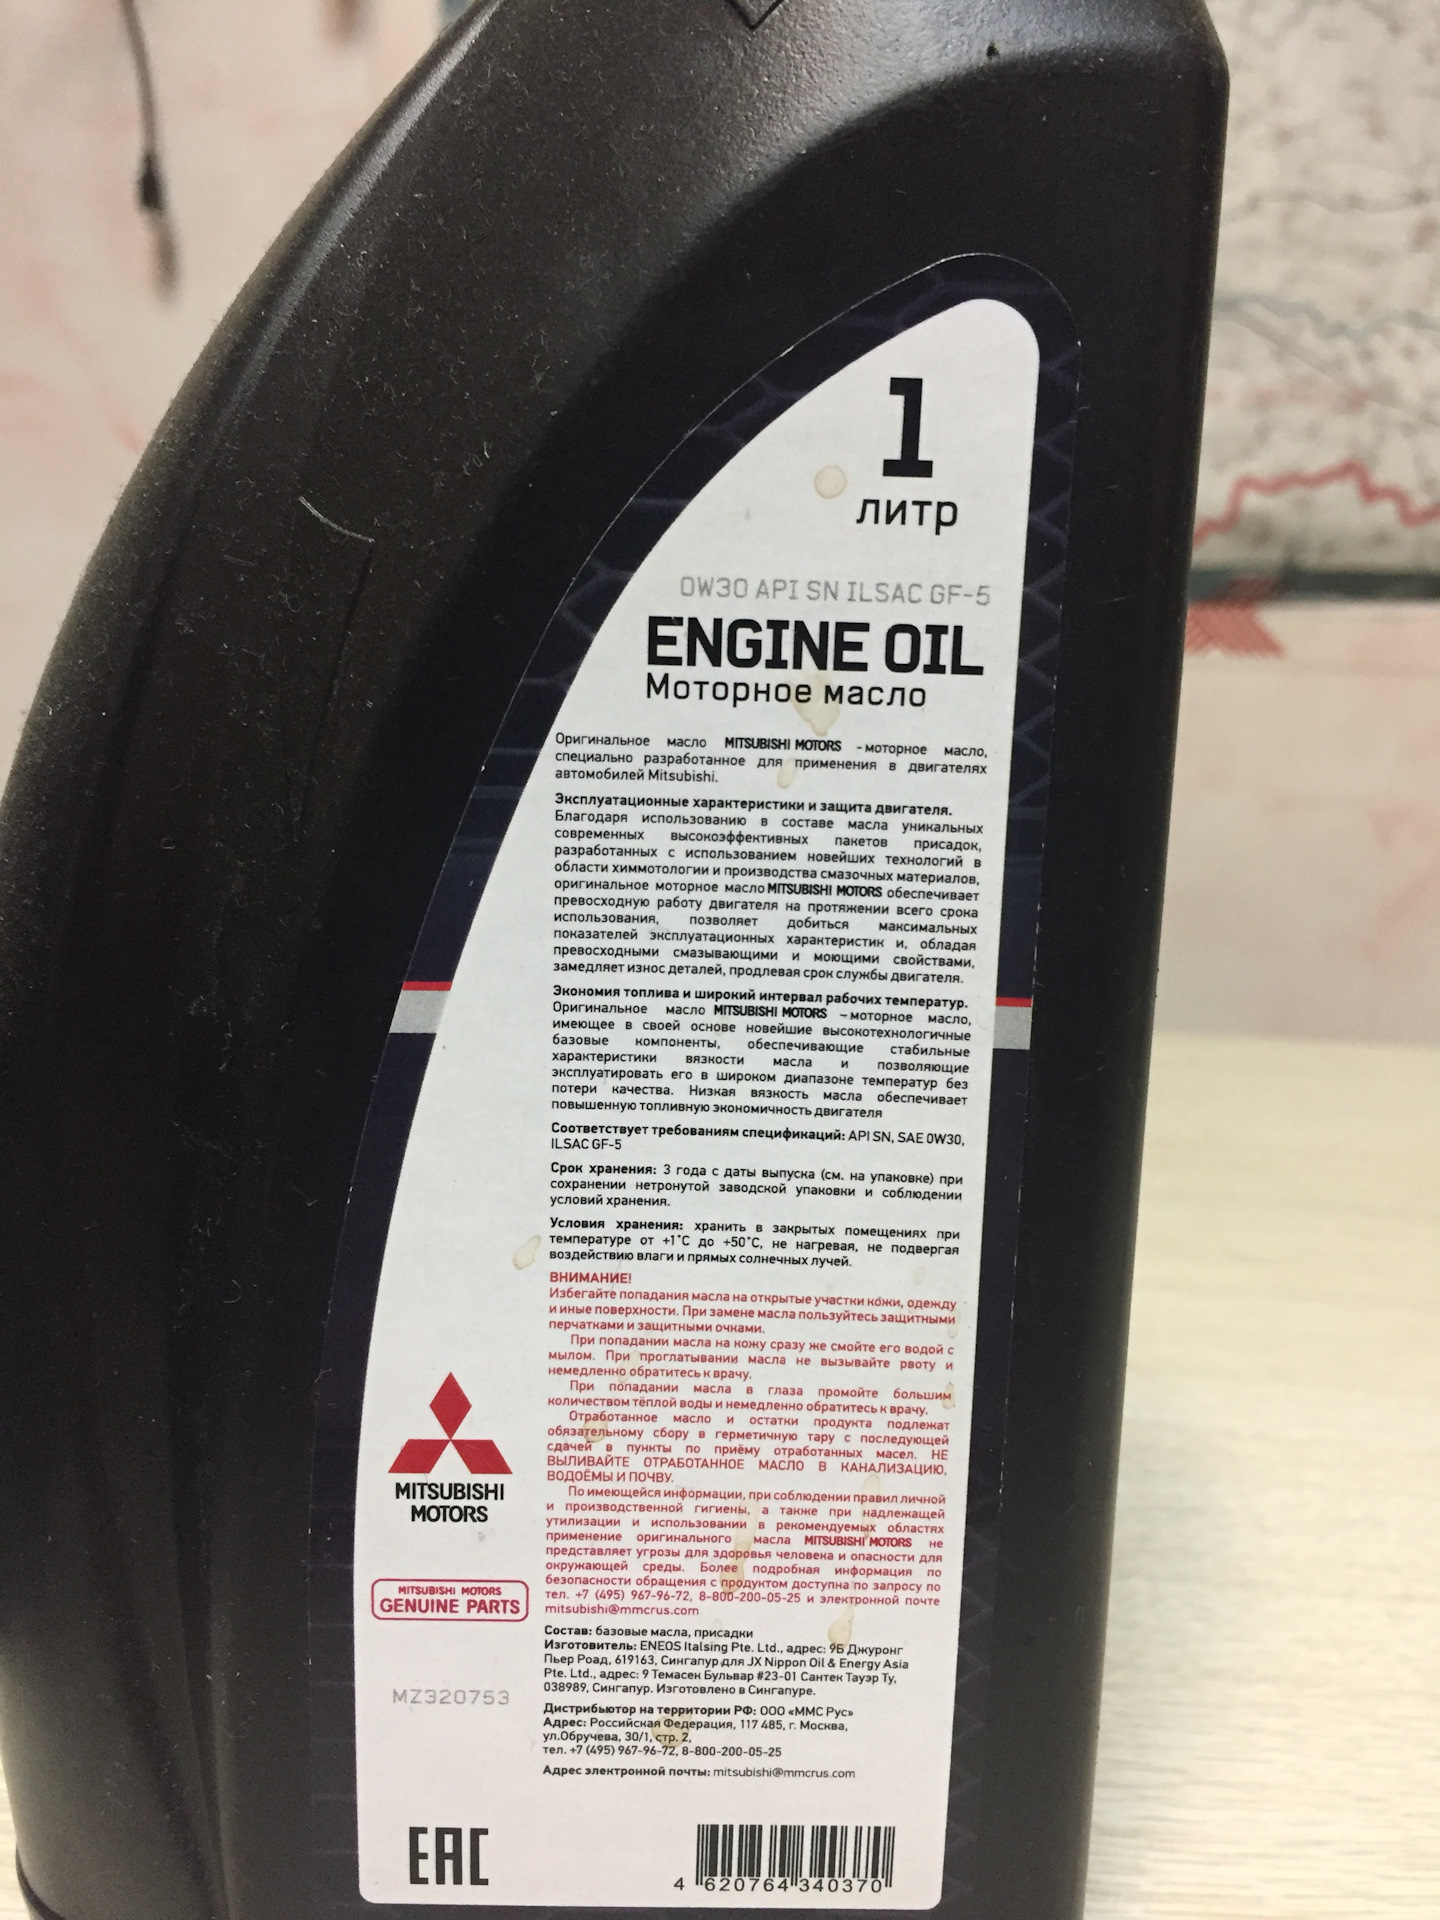 1
литр
0W30 API SN ILSAC GF-5
ENGINE OIL
Моторное масло
Оригинальное масло MITSUBISHI MOTORS - моторное масло,
специально разработанное для применения в двигателях
автомобилей Mitsubishi.
Эксплуатационные характеристики и защита двигателя.
Благодаря использованию в составе масла уникальных
современных высокоэффективных пакетов присадок,
разработанных с использованием новейших технологий в
области химмотологии и производства смазочных материалов,
оригинальное моторное масло MITSUBISHI MOTORS обеспечивает
превосходную работу двигателя на протяжении всего срока
использования, позволяет добиться максимальных
показателей эксплуатационных характеристик и, обладая
превосходными смазывающими и моющими свойствами,
замедляет износ деталей, продлевая срок службы двигателя.
Экономия топлива и широкий интервал рабочих температур.
Оригинальное масло MITSUBISHI MOTORS – моторное масло,
имеющее в своей основе новейшие высокотехнологичные
базовые компоненты, обеспечивающие стабильные
характеристики вязкости масла и позволяющие
эксплуатировать его в широком диапазоне температур без
потери качества. Низкая вязкость масла обеспечивает
повышенную топливную экономичность двигателя
Соответствует требованиям спецификаций: API SN, SAE 0W30,
ILSAC GF-5
Срок хранения: 3 года с даты выпуска (см. на упаковке) при
сохранении нетронутой заводской упаковки и соблюдении
условий хранения.
Условия хранения: хранить в закрытых помещениях при
температуре от +1˚С до +50˚С, не нагревая, не подвергая
воздействию влаги и прямых солнечных лучей.
ВНИМАНИЕ!
Избегайте попадания масла на открытые участки кожи, одежду
и иные поверхности. При замене масла пользуйтесь защитными
перчатками и защитными очками.
При попадании масла на кожу сразу же смойте его водой с
мылом. При проглатывании масла не вызывайте рвоту и
немедленно обратитесь к врачу.
При попадании масла в глаза промойте большим
количеством тёплой воды и немедленно обратитесь к врачу.
Отработанное масло и остатки продукта подлежат
обязательному сбору в герметичную тару с последующей
сдачей в пункты по приёму отработанных масел. НЕ
ВЫЛИВАЙТЕ ОТРАБОТАННОЕ МАСЛО В КАНАЛИЗАЦИЮ,
ВОДОЁМЫ И ПОЧВУ.
По имеющейся информации, при соблюдении правил личной
и производственной гигиены, а также при надлежащей
утилизации и использовании в рекомендуемых областях
применение оригинального масла MITSUBISHI MOTORS не
представляет угрозы для здоровья человека и опасности для
окружающей среды. Более подробная информация по
безопасности обращения с продуктом доступна по запросу по
тел. +7 (495) 967-96-72, 8-800-200-05-25 и электронной почте
mitsubishi@mmcrus.com
Состав: базовые масла, присадки
Изготовитель: ENEOS Italsing Pte. Ltd., адрес: 9Б Джуронг
Пьер Роад, 619163, Сингапур для JX Nippon Oil & Energy Asia
Pte. Ltd., адрес: 9 Темасек Бульвар #23-01 Сантек Тауэр Ту,
038989, Сингапур. Изготовлено в Сингапуре.
Дистрибьютор на территории РФ: ООО «ММС Рус»
Адрес: Российская Федерация, 117 485, г. Москва,
ул.Обручева, 30/1, стр. 2,
тел. +7 (495) 967-96-72, 8-800-200-05-25
Адрес электронной почты: mitsubishi@mmcrus.com
MITSUBISHI
MOTORS
MITSUBISHI MOTORS
GENUINE PARTS
MZ320753
EAC
4 620764 340370